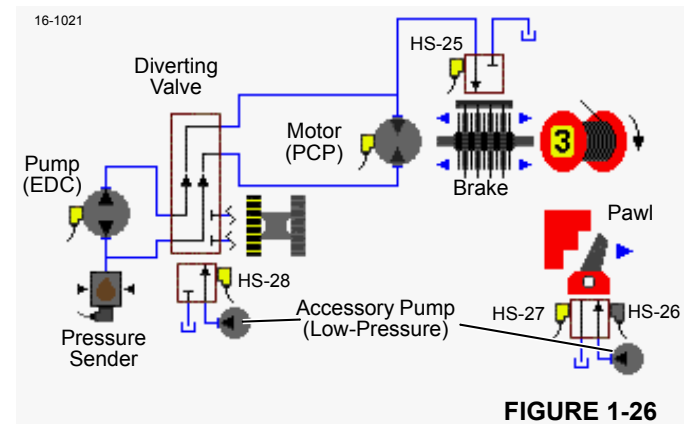 16-1021
HS-25
Diverting
Valve
Motor
(PCP)
3
Pump
(EDC)
Brake
Pawl
HS-28
Accessory Pump
(Low-Pressure)
HS-27
HS-26
Pressure
Sender
FIGURE 1-26